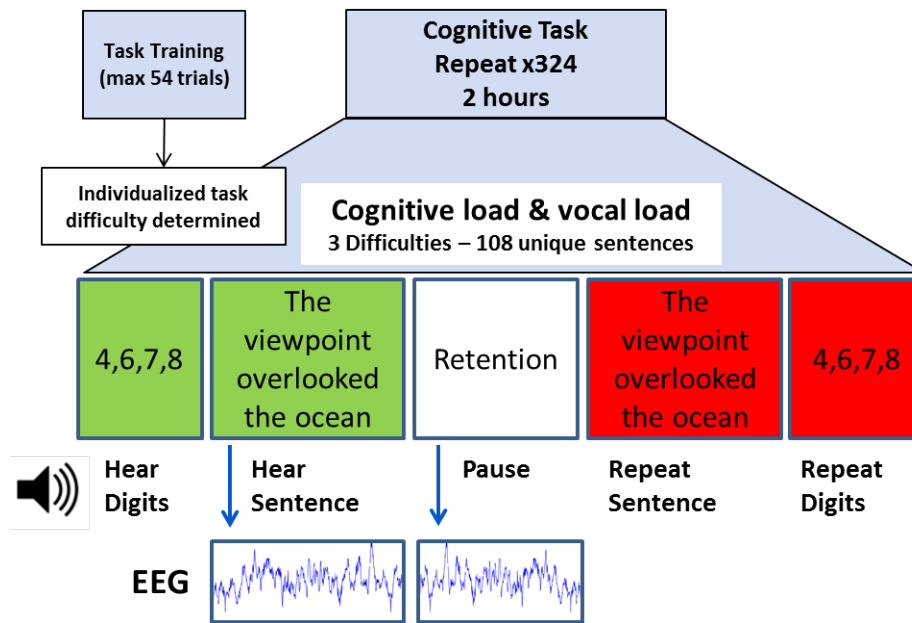 Task Training
(max 54 trials)
Cognitive Task
Repeat x324
2 hours
Individualized task
difficulty determined
Cognitive load & vocal load
3 Difficulties – 108 unique sentences
4,6,7,8
The
viewpoint
overlooked
the ocean
Retention
The
viewpoint
overlooked
the ocean
4,6,7,8
Hear
Digits
Hear
Sentence
Pause
Repeat
Sentence
Repeat
Digits
EEG